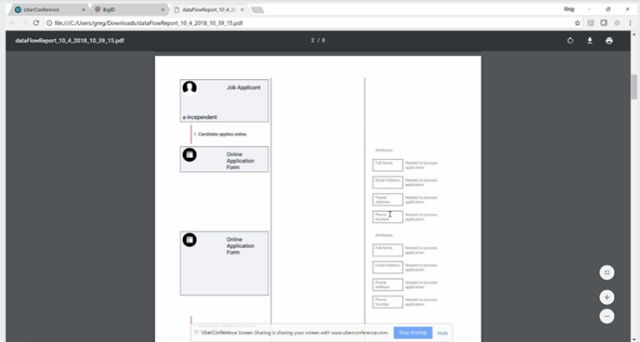 UberConference
BigID
dataFlowReport_10_4_2
Greg
file:///C:/Users/greg/Downloads/dataFlowReport_10_4_2018_10_39_15.pdf
dataFlowReport_10_4_2018_10_39_15.pdf
2 / 8
Job Applicant
a Independent
1 Candidate applies online.
Online
Application
Form
Attributes
Full Name
Needed to process
application
Email Address
Needed to process
application
Postal
Address
Needed to process
application
Phone
Number
Needed to process
application
Online
Application
Form
Attributes
Full Name
Needed to process
application
Email Address
Needed to process
application
Postal
Address
Needed to process
application
Phone
Number
Needed to process
application
UberConference Screen Sharing is sharing your screen with www.uberconference.com.
Stop sharing
Hide